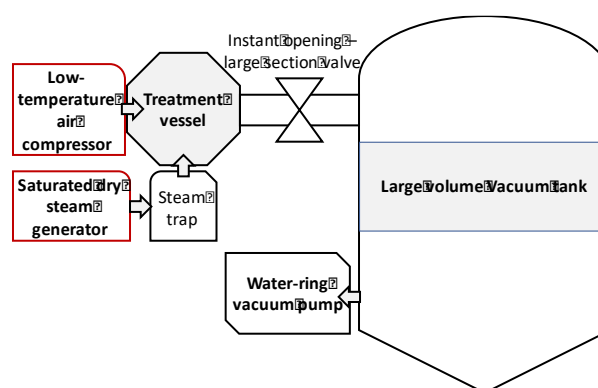 Instant opening –
large section valve
Low-
temperature
air
compressor
Treatment
vessel
Saturated dry
steam
generator
Steam
trap
Large volume Vacuum tank
Water-ring
vacuum pump